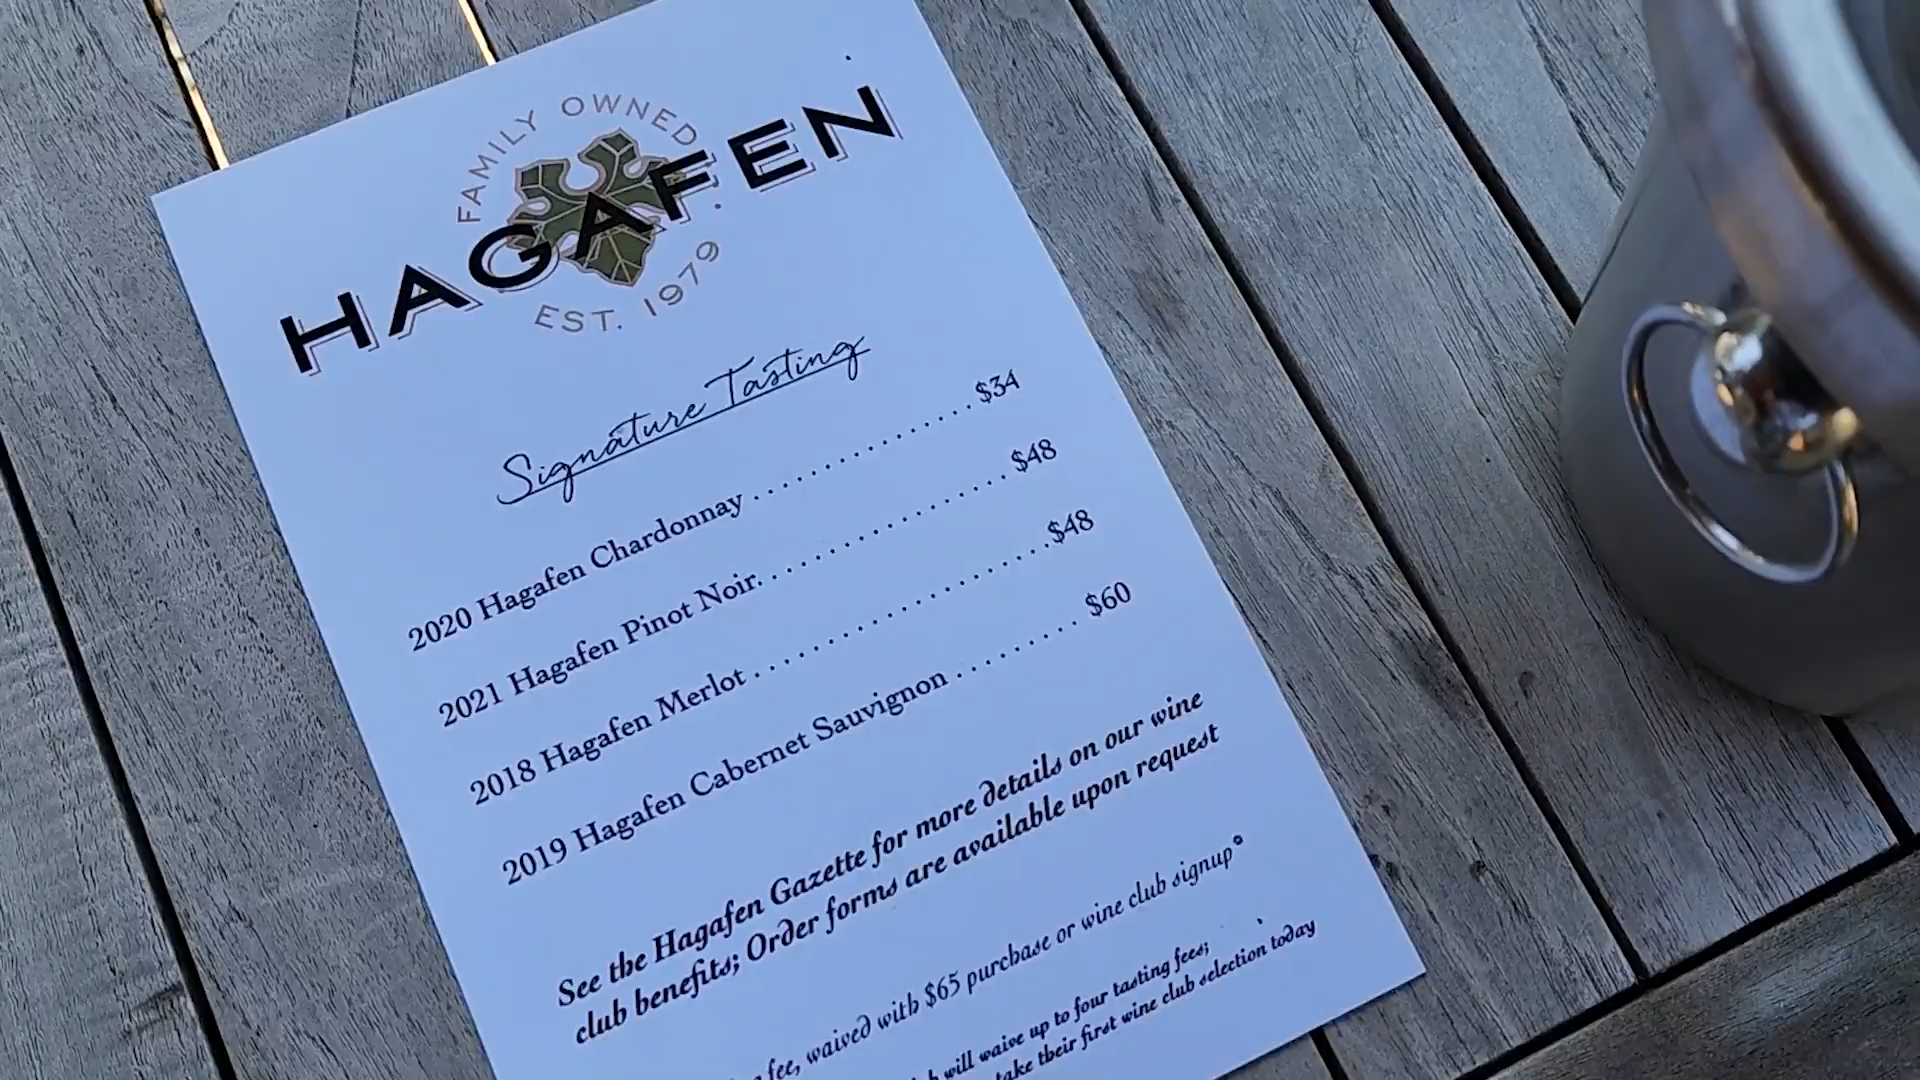 FAMILY OWNED
HAGAFEN
EST. 1979
Signature Tasting
2020 Hagafen Chardonnay . . . . . . . . . . . . . . . . $34
2021 Hagafen Pinot Noir. . . . . . . . . . . . . . . . . . $48
2018 Hagafen Merlot . . . . . . . . . . . . . . . . . . . . .$48
2019 Hagafen Cabernet Sauvignon . . . . . . . . $60
See the Hagafen Gazette for more details on our wine
club benefits; Order forms are available upon request
fee, waived with $65 purchase or wine club signup*
will waive up to four tasting fees;
take their first wine club selection today